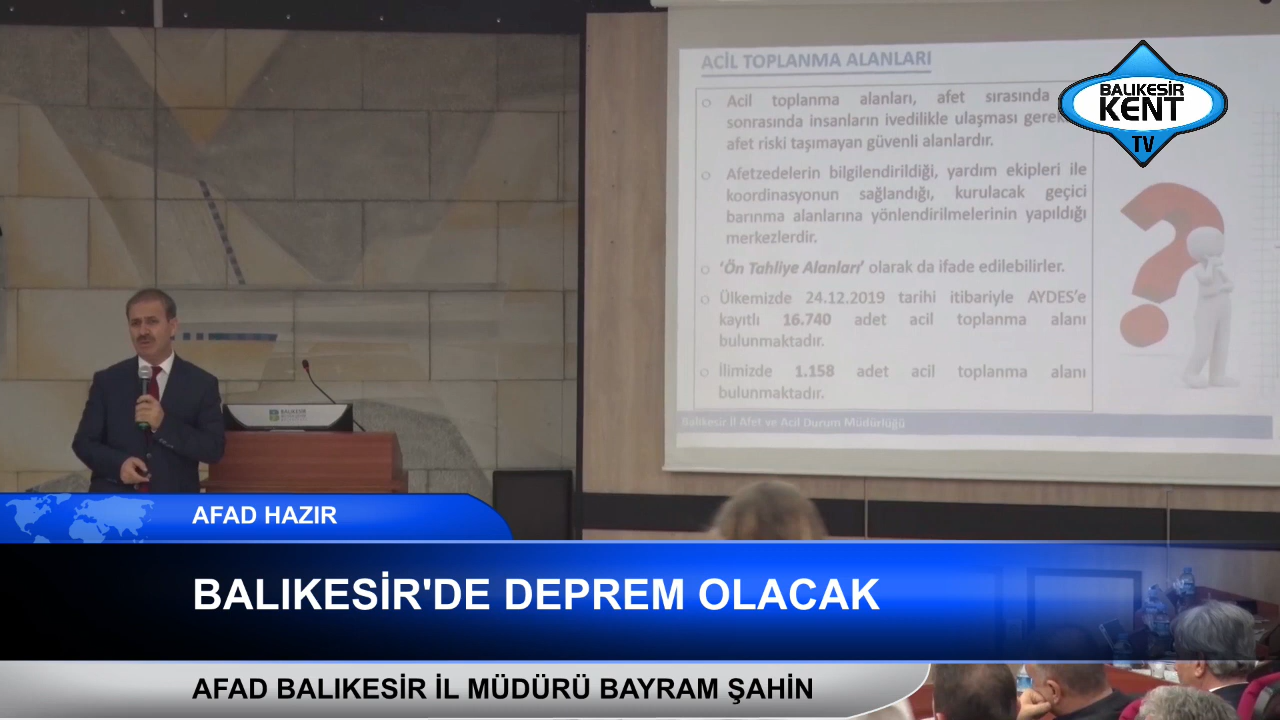 ACİL TOPLANMA ALANLARI
o Acil toplanma alanları, afet sırasında
sonrasında insanların ivedilikle ulaşması
afet riski taşımayan güvenli alanlardır.
o Afetzedelerin bilgilendirildiği, yardım ekipleri ile
koordinasyonun sağlandığı, kurulacak geçici
barınma alanlarına yönlendirilmelerinin yapıldığı
merkezlerdir.
o 'Ön Tahliye Alanları' olarak da ifade edilebilirler.
o Ülkemizde 24.12.2019 tarihi itibariyle AYDES'e
kayıtlı 16.740 adet acil toplanma alanı
bulunmaktadır.
o İlimizde 1.158 adet acil toplanma alanı
bulunmaktadır.
Balıkesir İl Afet ve Acil Durum Müdürlüğü
BALIKESİR
KENT
TV
BALIKESİR
AFAD HAZIR
BALIKESİR'DE DEPREM OLACAK
AFAD BALIKESİR İL MÜDÜRÜ BAYRAM ŞAHİN